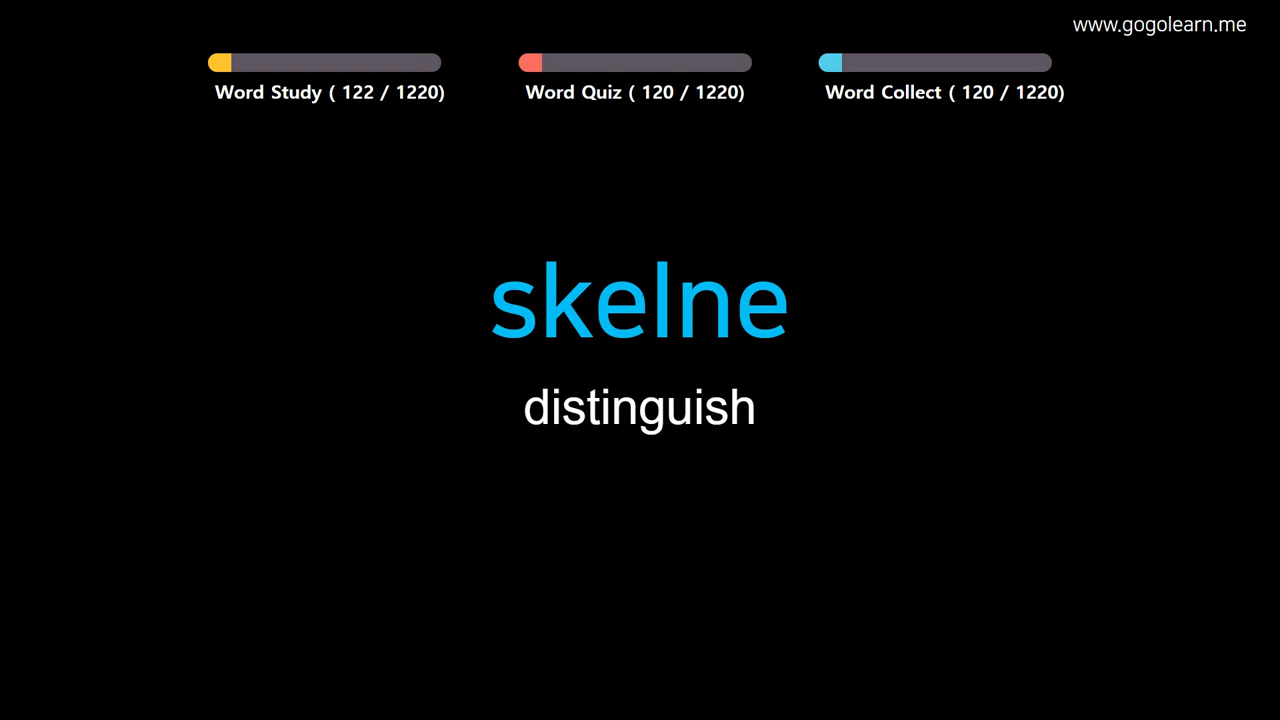 www.gogolearn.me
Word Study ( 122 / 1220)
Word Quiz ( 120 / 1220)
Word Collect ( 120 / 1220)
skelne
distinguish